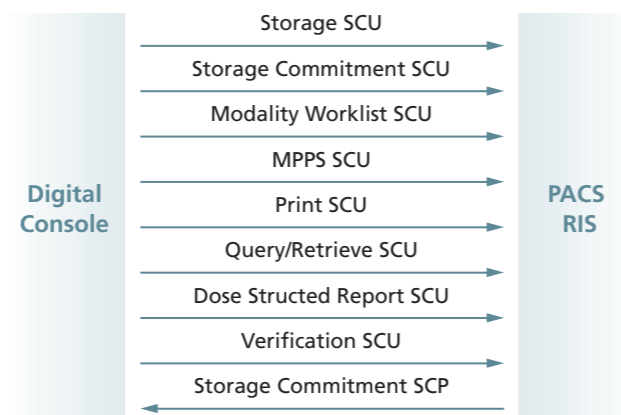 Storage SCU
Storage Commitment SCU
Modality Worklist SCU
MPPS SCU
Digital
Console
Print SCU
PACS
RIS
Query/Retrieve SCU
Dose Structed Report SCU
Verification SCU
Storage Commitment SCP